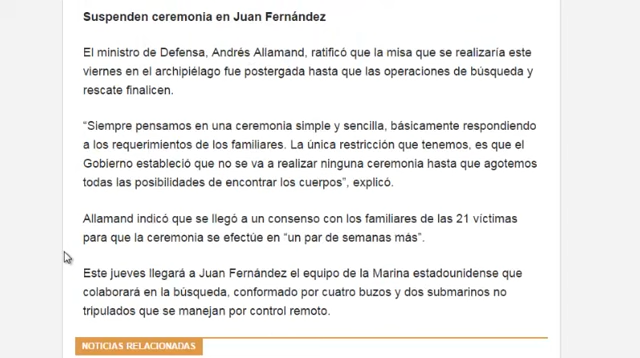 Suspenden ceremonia en Juan Fernández
El ministro de Defensa, Andrés Allamand, ratificó que la misa que se realizaría este
viernes en el archipiélago fue postergada hasta que las operaciones de búsqueda y
rescate finalicen.
“Siempre pensamos en una ceremonia simple y sencilla, básicamente respondiendo
a los requerimientos de los familiares. La única restricción que tenemos, es que el
Gobierno estableció que no se va a realizar ninguna ceremonia hasta que agotemos
todas las posibilidades de encontrar los cuerpos”, explicó.
Allamand indicó que se llegó a un consenso con los familiares de las 21 víctimas
para que la ceremonia se efectúe en “un par de semanas más”.
Este jueves llegará a Juan Fernández el equipo de la Marina estadounidense que
colaborará en la búsqueda, conformado por cuatro buzos y dos submarinos no
tripulados que se manejan por control remoto.
NOTICIAS RELACIONADAS